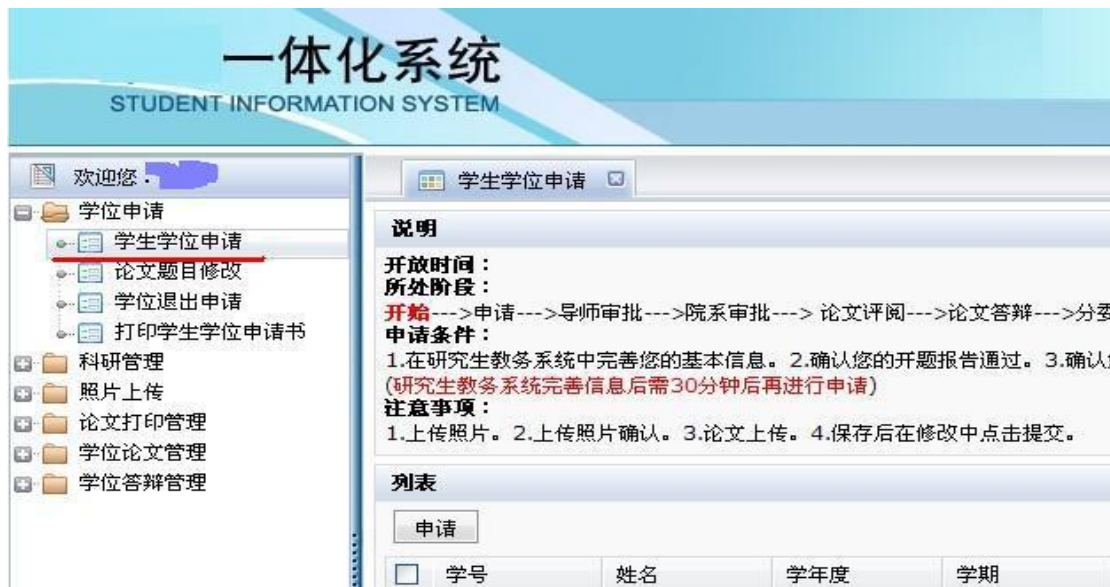 一体化系统
STUDENT INFORMATION SYSTEM
欢迎您：
学位申请
学生学位申请
论文题目修改
学位退出申请
打印学生学位申请书
科研管理
照片上传
论文打印管理
学位论文管理
学位答辩管理
学生学位申请
说明
开放时间：
所处阶段：
开始--->申请--->导师审批--->院系审批---> 论文评阅--->论文答辩--->分委
申请条件：
1.在研究生教务系统中完善您的基本信息。2.确认您的开题报告通过。3.确认
(研究生教务系统完善信息后需30分钟后再进行申请)
注意事项：
1.上传照片。2.上传照片确认。3.论文上传。4.保存后在修改中点击提交。
列表
申请
学号 姓名 学年度 学期